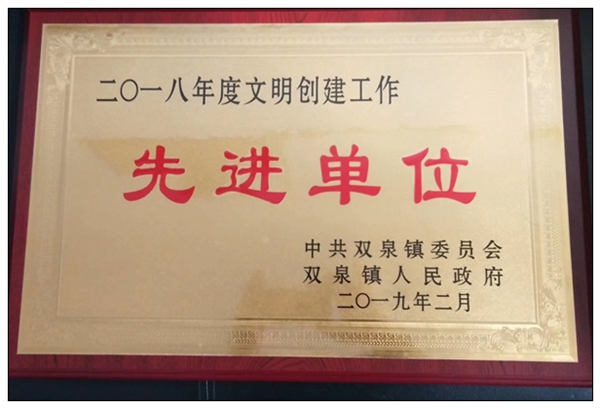 二〇一八年度文明创建工作
先进单位
中共双泉镇委员会
双泉镇人民政府
二〇一九年二月